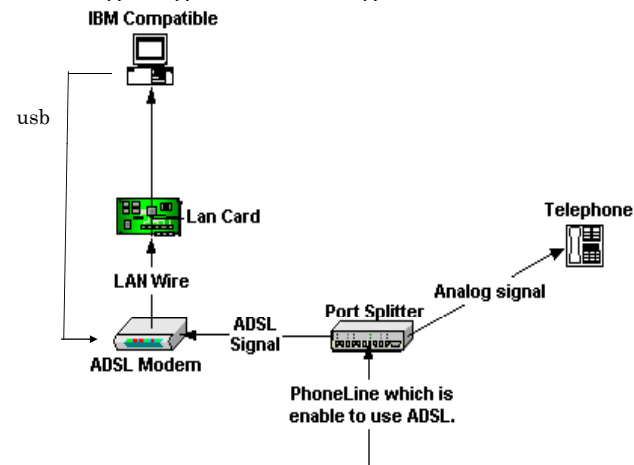 IBM Compatible
usb
Lan Card
Telephone
LAN Wire
Analog signal
Port Splitter
ADSL
Signal
ADSL Modem
PhoneLine which is
enable to use ADSL.